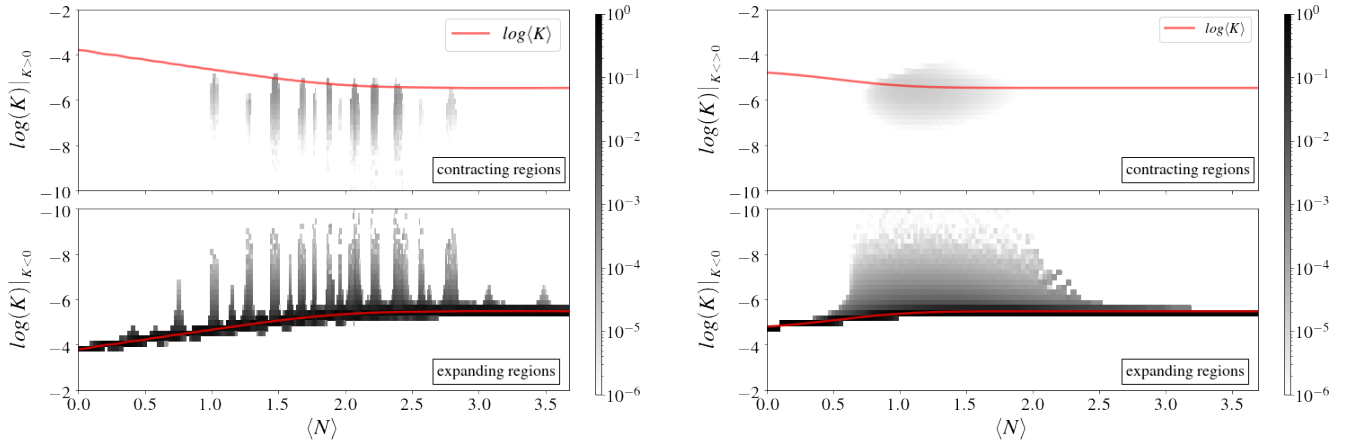 −2
−4
−6
−8
−10
log(K)|K>0
log⟨K⟩
contracting regions
−10
−8
−6
−4
−2
log(K)|K<0
expanding regions
0.0 0.5 1.0 1.5 2.0 2.5 3.0 3.5
⟨N⟩
10⁰
10⁻¹
10⁻²
10⁻³
10⁻⁴
10⁻⁵
10⁻⁶
−2
−4
−6
−8
−10
log(K)|K<>0
log⟨K⟩
contracting regions
−10
−8
−6
−4
−2
log(K)|K<0
expanding regions
0.0 0.5 1.0 1.5 2.0 2.5 3.0 3.5
⟨N⟩
10⁰
10⁻¹
10⁻²
10⁻³
10⁻⁴
10⁻⁵
10⁻⁶